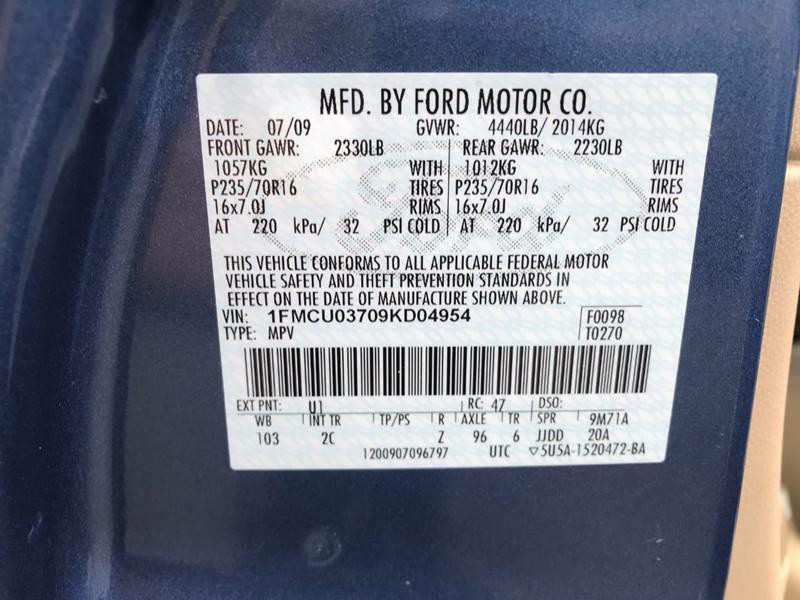 MFD. BY FORD MOTOR CO.
DATE: 07/09 GVWR: 4440LB/ 2014KG
FRONT GAWR: 2330LB REAR GAWR: 2230LB
1057KG WITH 1012KG WITH
P235/70R16 TIRES P235/70R16 TIRES
16x7.0J RIMS 16x7.0J RIMS
AT 220 kPa/ 32 PSI COLD AT 220 kPa/ 32 PSI COLD
THIS VEHICLE CONFORMS TO ALL APPLICABLE FEDERAL MOTOR
VEHICLE SAFETY AND THEFT PREVENTION STANDARDS IN
EFFECT ON THE DATE OF MANUFACTURE SHOWN ABOVE.
VIN: 1FMCU03709KD04954 F0098
TYPE: MPV T0270
EXT PNT: U1 RC: 47 DSO:
WB INT TR TP/PS R AXLE TR SPR 9M71A
103 2C Z 96 6 JJDD 20A
1200907096797 UTC ▽5U5A-1520472-BA
Ford